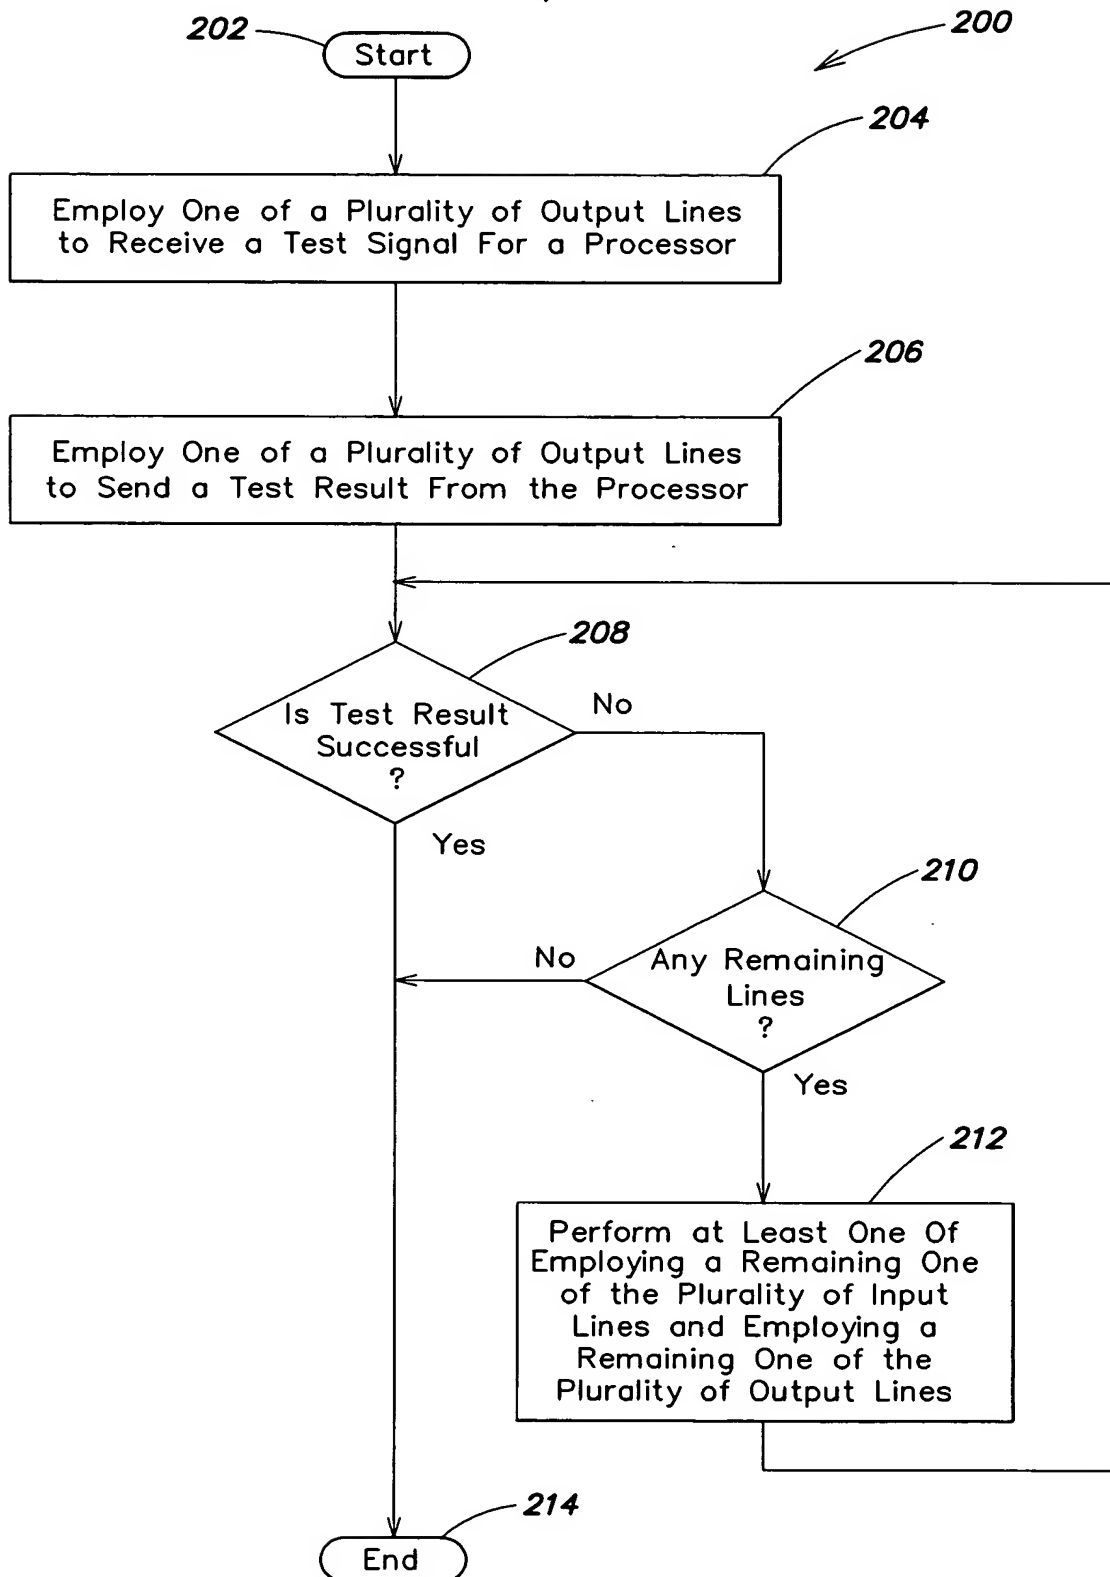 202
Start
200
204
Employ One of a Plurality of Output Lines
to Receive a Test Signal For a Processor
206
Employ One of a Plurality of Output Lines
to Send a Test Result From the Processor
208
Is Test Result
Successful
?
No
Yes
210
Any Remaining
Lines
?
No
Yes
212
Perform at Least One Of
Employing a Remaining One
of the Plurality of Input
Lines and Employing a
Remaining One of the
Plurality of Output Lines
214
End